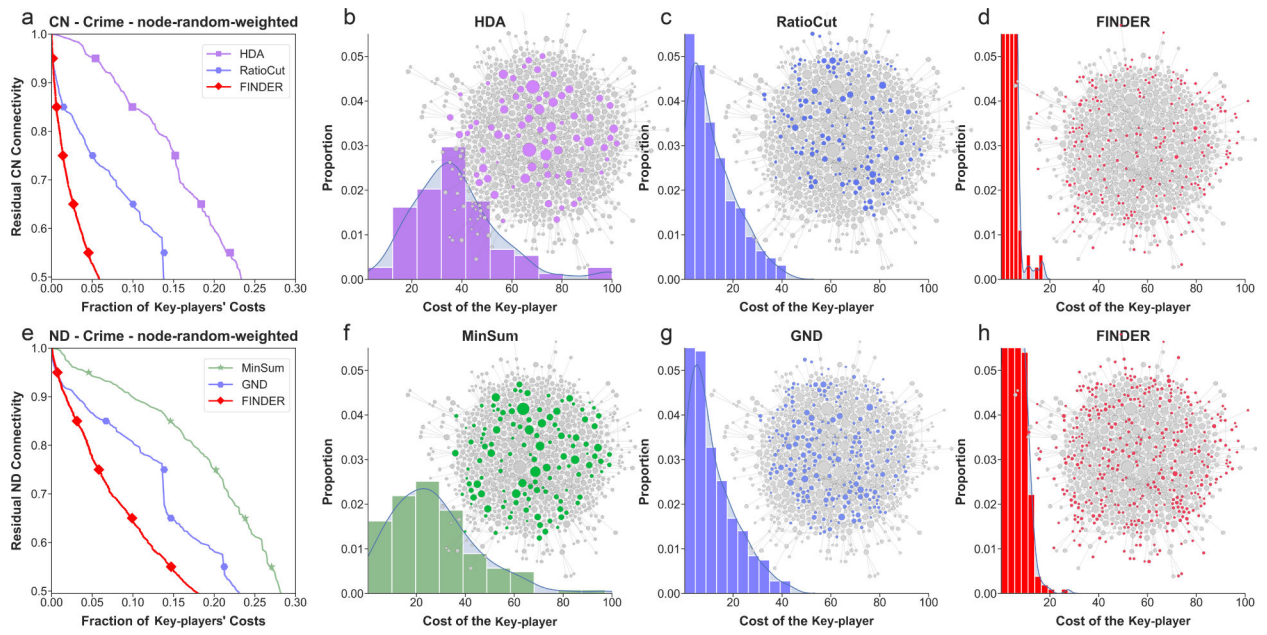 a
CN - Crime - node-random-weighted
1.0
0.9
0.8
0.7
0.6
0.5
0.00
0.05
0.10
0.15
0.20
0.25
0.30
Residual CN Connectivity
Fraction of Key-players' Costs
HDA
RatioCut
FINDER
b
HDA
0.05
0.04
0.03
0.02
0.01
0.00
20
40
60
80
100
Proportion
Cost of the Key-player
c
RatioCut
0.05
0.04
0.03
0.02
0.01
0.00
20
40
60
80
100
Proportion
Cost of the Key-player
d
FINDER
0.05
0.04
0.03
0.02
0.01
0.00
20
40
60
80
100
Proportion
Cost of the Key-player
e
ND - Crime - node-random-weighted
1.0
0.9
0.8
0.7
0.6
0.5
0.00
0.05
0.10
0.15
0.20
0.25
0.30
Residual ND Connectivity
Fraction of Key-players' Costs
MinSum
GND
FINDER
f
MinSum
0.05
0.04
0.03
0.02
0.01
0.00
20
40
60
80
100
Proportion
Cost of the Key-player
g
GND
0.05
0.04
0.03
0.02
0.01
0.00
20
40
60
80
100
Proportion
Cost of the Key-player
h
FINDER
0.05
0.04
0.03
0.02
0.01
0.00
20
40
60
80
100
Proportion
Cost of the Key-player